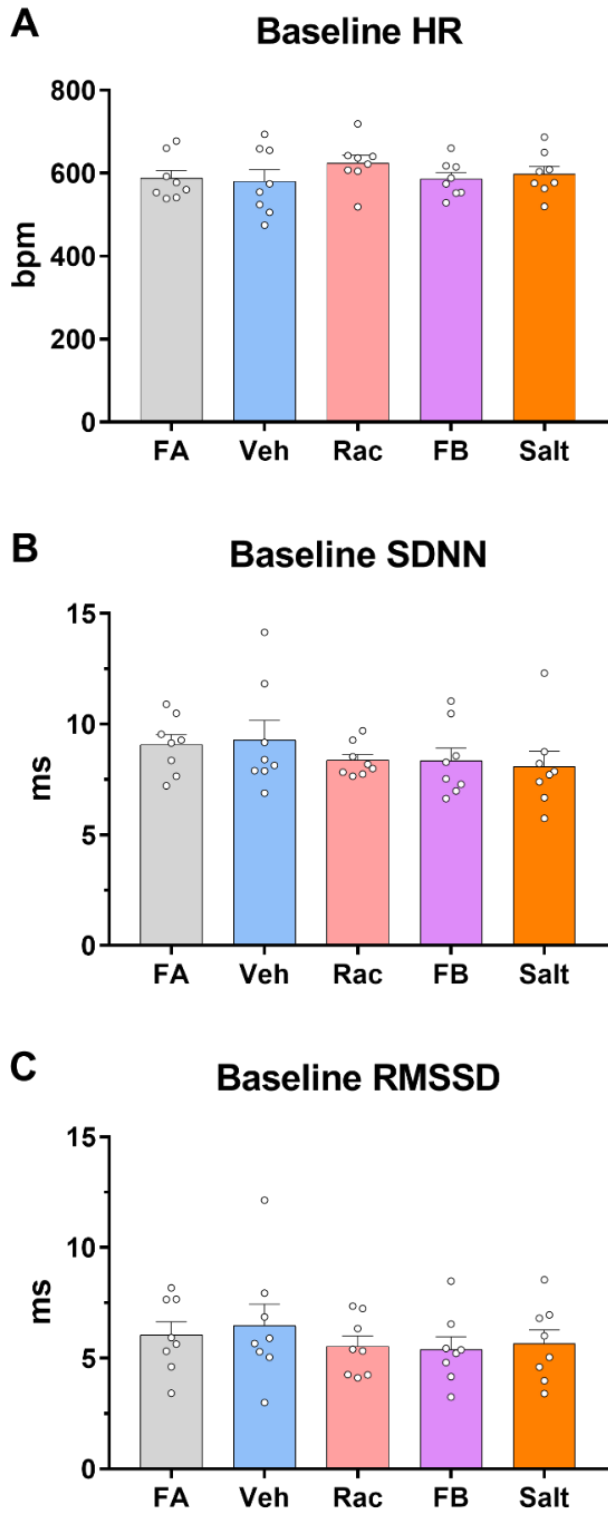 A
Baseline HR
800
600
400
200
0
bpm
FA Veh Rac FB Salt
B
Baseline SDNN
15
10
5
0
ms
FA Veh Rac FB Salt
C
Baseline RMSSD
15
10
5
0
ms
FA Veh Rac FB Salt